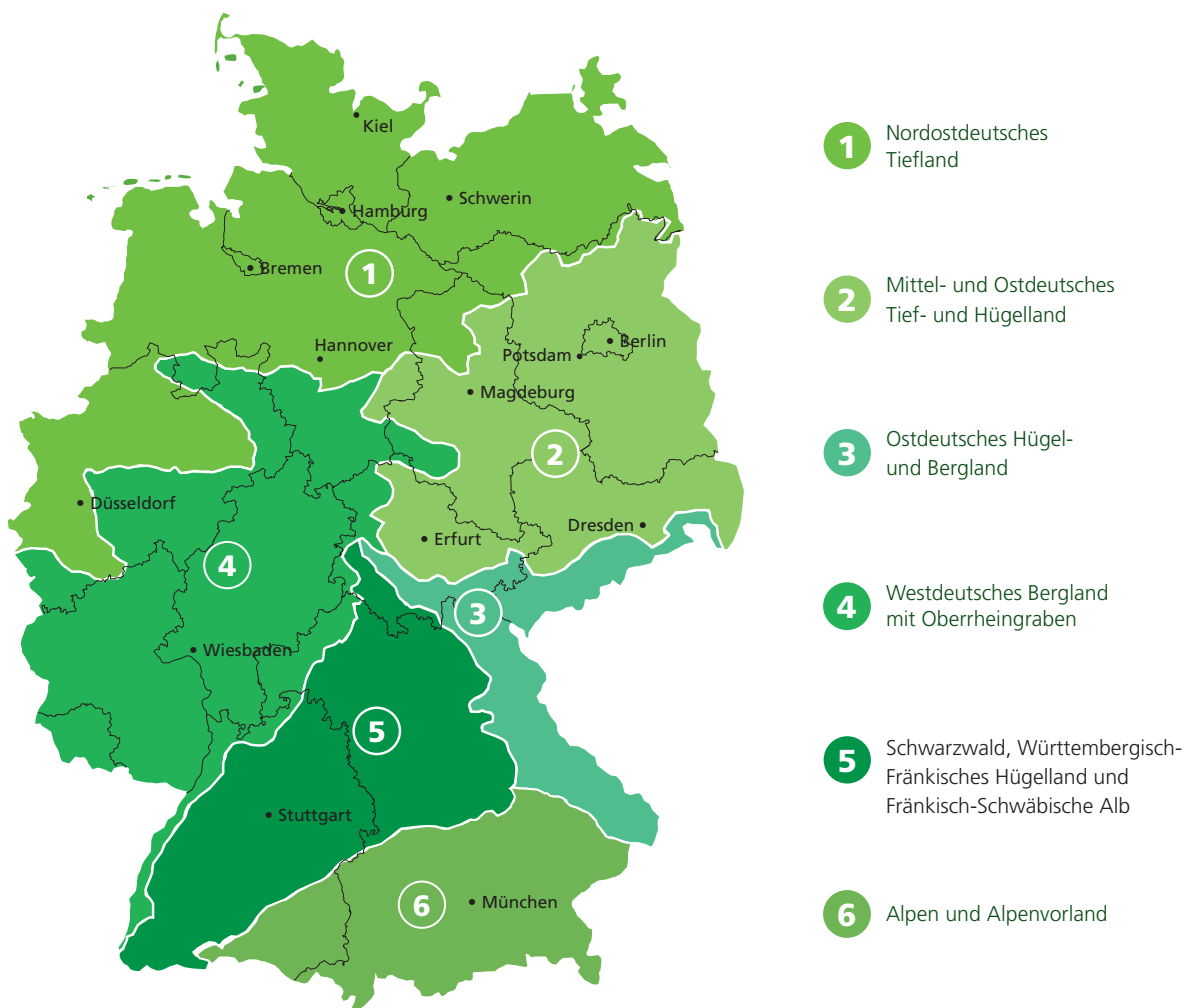 Kiel
Schwerin
Hamburg
Bremen
1
Hannover
Berlin
Potsdam
Magdeburg
2
Düsseldorf
Dresden
Erfurt
4
3
Wiesbaden
5
Stuttgart
München
6
1 Nordostdeutsches
Tiefland
2 Mittel- und Ostdeutsches
Tief- und Hügelland
3 Ostdeutsches Hügel-
und Bergland
4 Westdeutsches Bergland
mit Oberrheingraben
5 Schwarzwald, Württembergisch-
Fränkisches Hügelland und
Fränkisch-Schwäbische Alb
6 Alpen und Alpenvorland